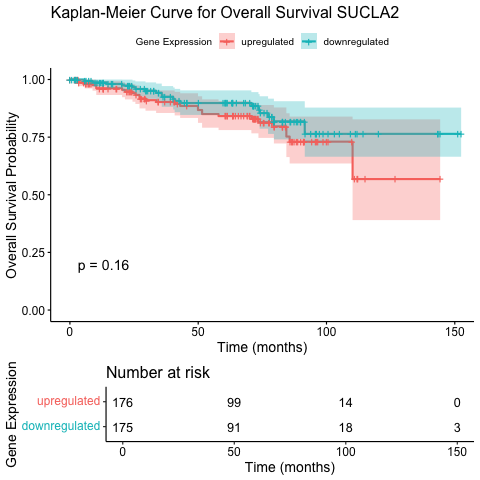 Kaplan-Meier Curve for Overall Survival SUCLA2
Gene Expression upregulated downregulated
Overall Survival Probability
1.00
0.75
0.50
0.25
0.00
p = 0.16
0 50 100 150
Time (months)
Number at risk
Gene Expression
upregulated 176 99 14 0
downregulated 175 91 18 3
0 50 100 150
Time (months)